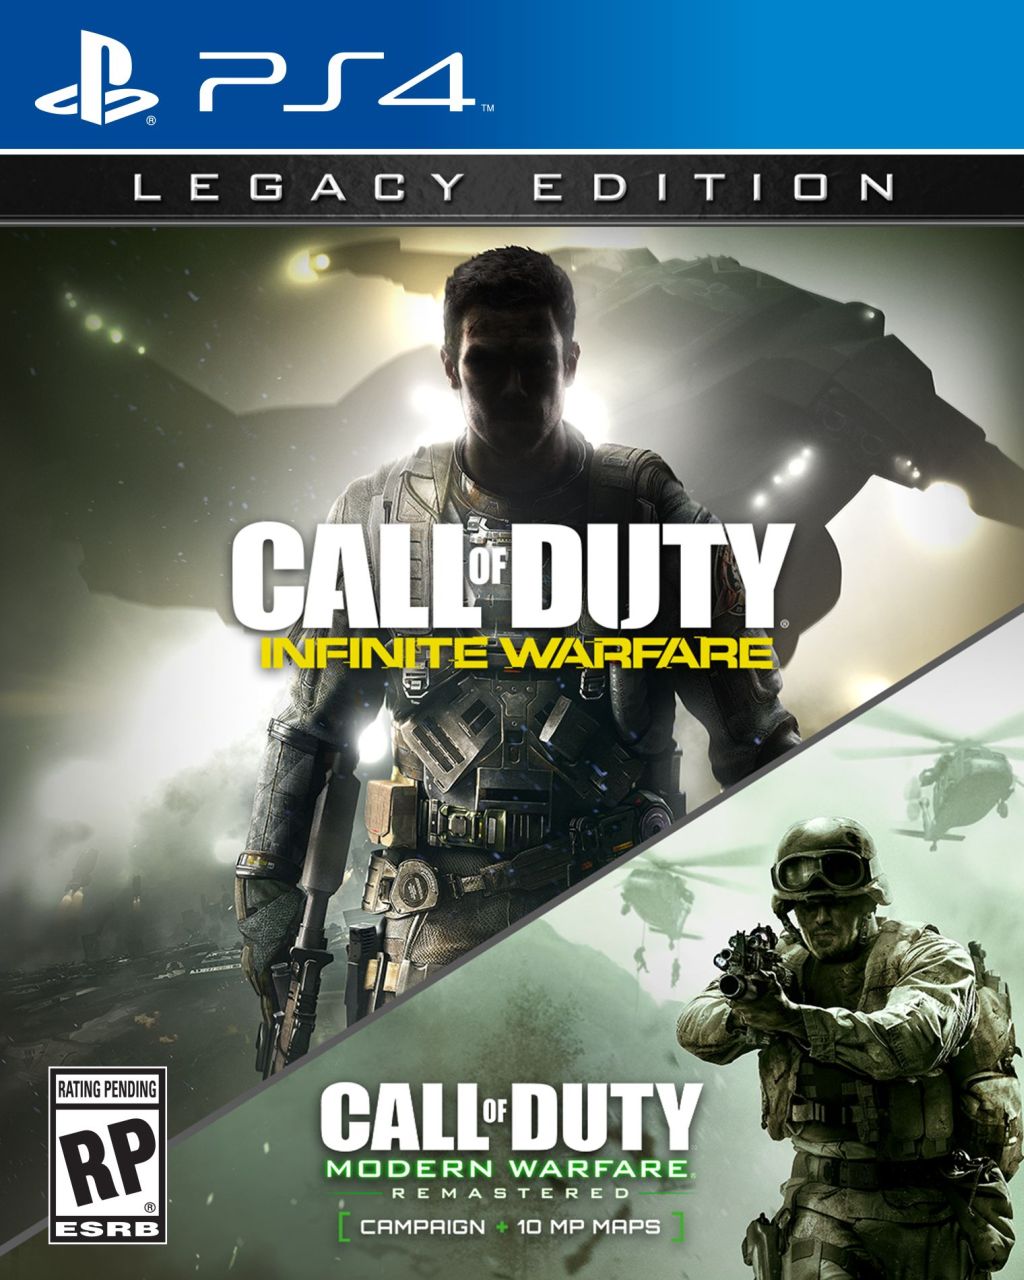 PS4™
LEGACY EDITION
CALL OF DUTY®
INFINITE WARFARE
CALL OF DUTY
MODERN WARFARE®
REMASTERED
[ CAMPAIGN + 10 MP MAPS ]
RATING PENDING
RP®
ESRB